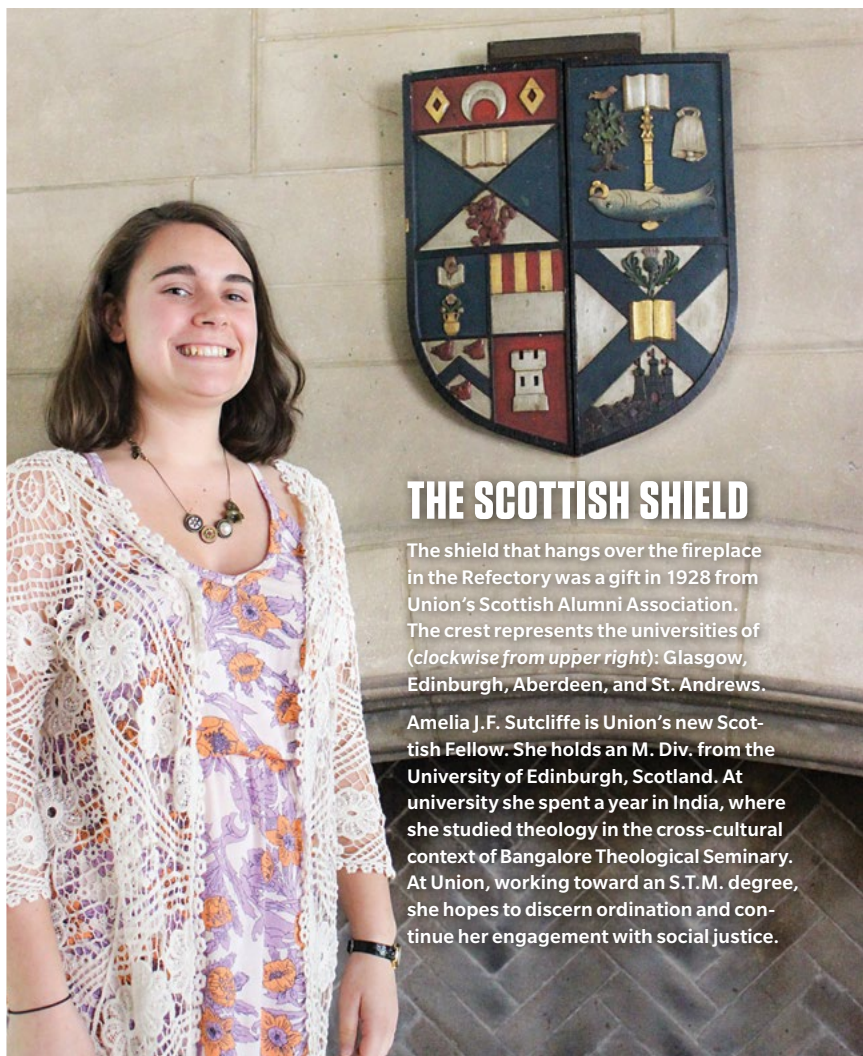 THE SCOTTISH SHIELD
The shield that hangs over the fireplace
in the Refectory was a gift in 1928 from
Union’s Scottish Alumni Association.
The crest represents the universities of
(clockwise from upper right): Glasgow,
Edinburgh, Aberdeen, and St. Andrews.
Amelia J.F. Sutcliffe is Union’s new Scot-
tish Fellow. She holds an M. Div. from the
University of Edinburgh, Scotland. At
university she spent a year in India, where
she studied theology in the cross-cultural
context of Bangalore Theological Seminary.
At Union, working toward an S.T.M. degree,
she hopes to discern ordination and con-
tinue her engagement with social justice.